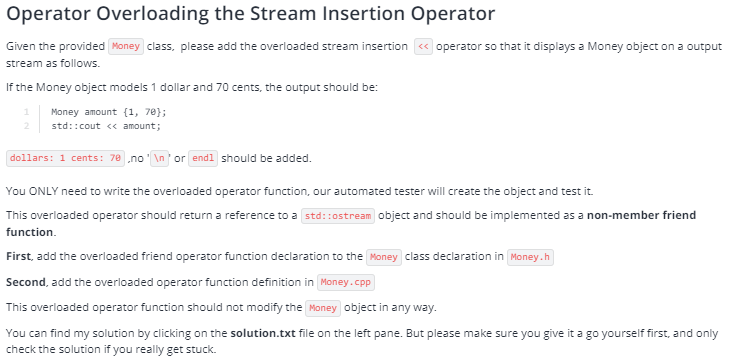 Operator Overloading the Stream Insertion Operator
Given the provided Money class, please add the overloaded stream insertion << operator so that it displays a Money object on a output
stream as follows.
If the Money object models 1 dollar and 70 cents, the output should be:
1 Money amount {1, 70};
2 std::cout << amount;
dollars: 1 cents: 70 ,no '\n' or endl should be added.
You ONLY need to write the overloaded operator function, our automated tester will create the object and test it.
This overloaded operator should return a reference to a std::ostream object and should be implemented as a non-member friend
function.
First, add the overloaded friend operator function declaration to the Money class declaration in Money.h
Second, add the overloaded operator function definition in Money.cpp
This overloaded operator function should not modify the Money object in any way.
You can find my solution by clicking on the solution.txt file on the left pane. But please make sure you give it a go yourself first, and only
check the solution if you really get stuck.